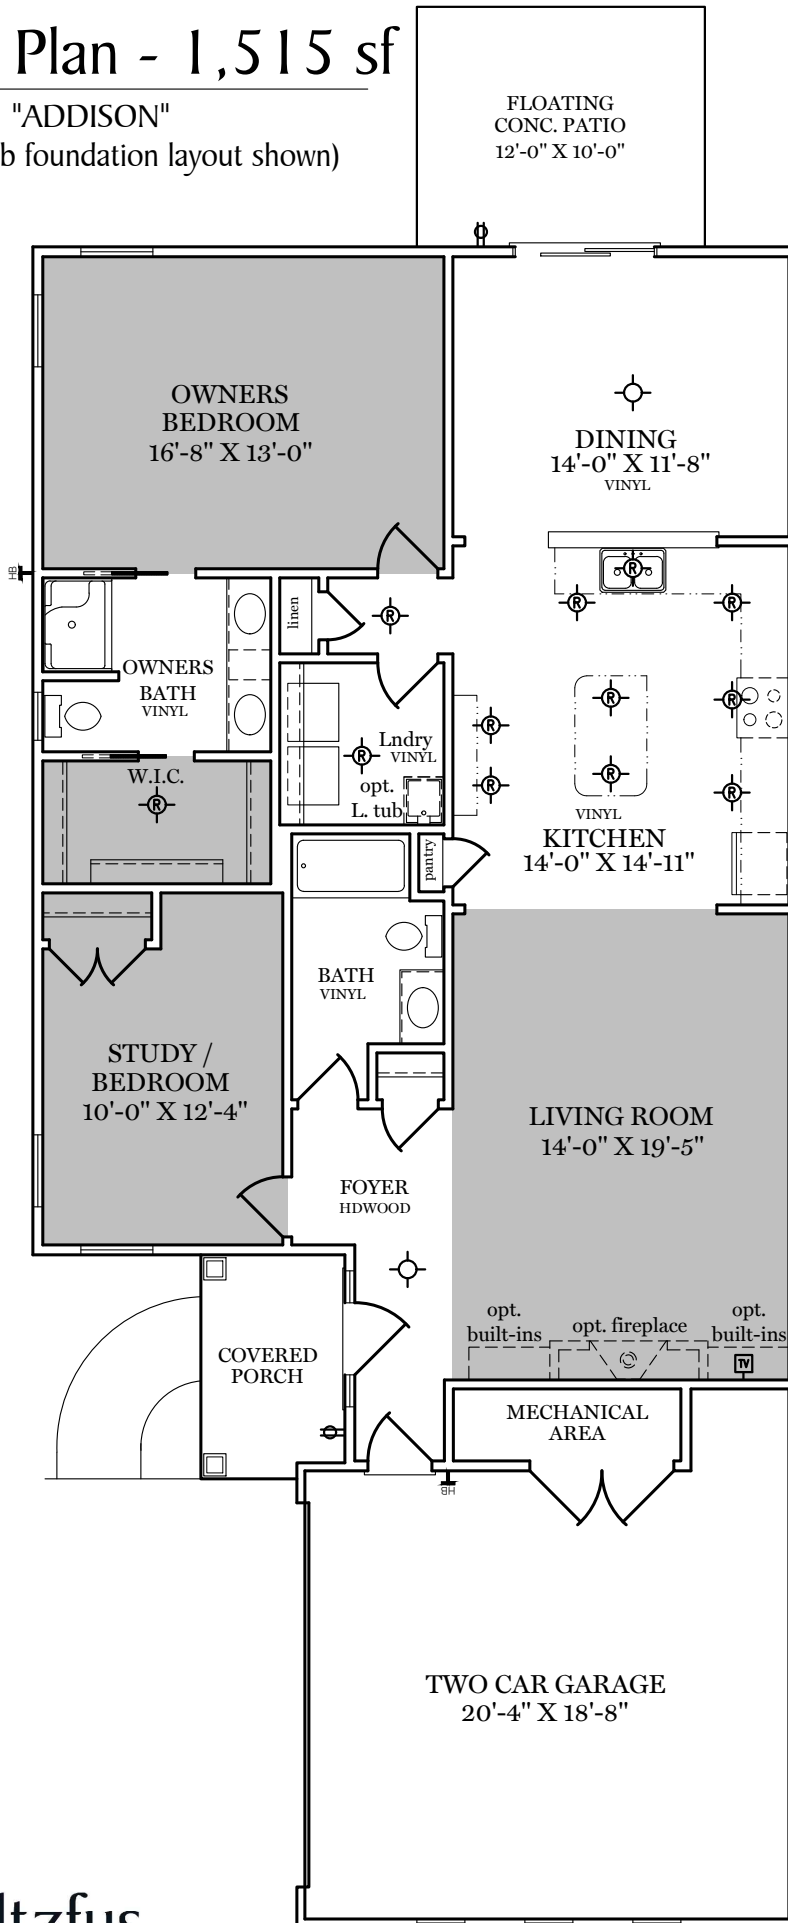 Plan - 1,515 sf
"ADDISON"
b foundation layout shown)
FLOATING
CONC. PATIO
12'-0" X 10'-0"
OWNERS
BEDROOM
16'-8" X 13'-0"
DINING
14'-0" X 11'-8"
VINYL
HB
R
linen
R
R
R
OWNERS
BATH
VINYL
R
R
R
Lndry
VINYL
R
opt.
L. tub
W.I.C.
R
R
R
R
VINYL
KITCHEN
14'-0" X 14'-11"
pantry
BATH
VINYL
STUDY /
BEDROOM
10'-0" X 12'-4"
LIVING ROOM
14'-0" X 19'-5"
FOYER
HDWOOD
opt.
built-ins
opt. fireplace
opt.
built-ins
TV
COVERED
PORCH
MECHANICAL
AREA
HB
TWO CAR GARAGE
20'-4" X 18'-8"
ltzfus